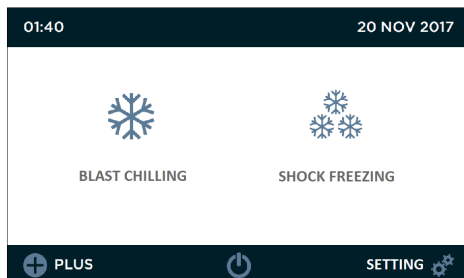 01:40 20 NOV 2017
BLAST CHILLING SHOCK FREEZING
PLUS SETTING